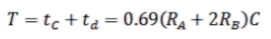 T = t_C + t_d = 0.69(R_A + 2R_B)C